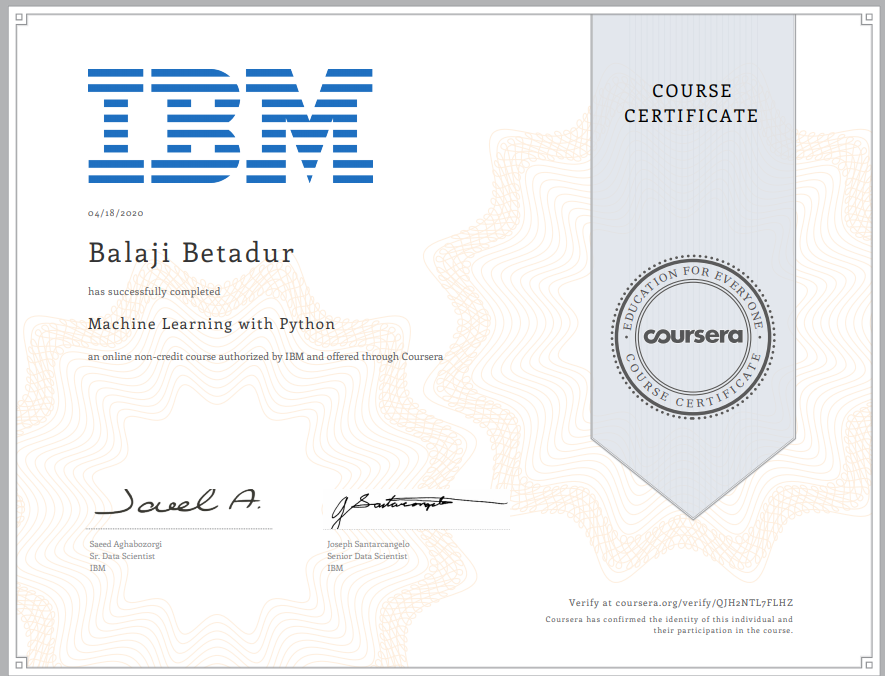 IBM
COURSE
CERTIFICATE
04/18/2020
Balaji Betadur
has successfully completed
Machine Learning with Python
an online non-credit course authorized by IBM and offered through Coursera
EDUCATION FOR EVERYONE
coursera
COURSE CERTIFICATE
Saeed A.
J Santarcangelo
Saeed Aghabozorgi
Sr. Data Scientist
IBM
Joseph Santarcangelo
Senior Data Scientist
IBM
Verify at coursera.org/verify/QJH2NTL7FLHZ
Coursera has confirmed the identity of this individual and
their participation in the course.